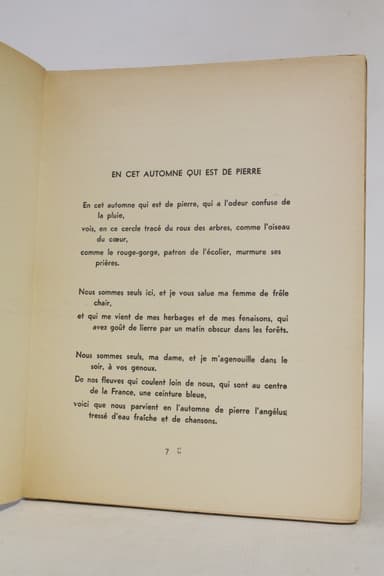 EN CET AUTOMNE QUI EST DE PIERRE
En cet automne qui est de pierre, qui a l'odeur confuse de
la pluie,
vois, en ce cercle tracé du roux des arbres, comme l'oiseau
du cœur,
comme le rouge-gorge, patron de l'écolier, murmure ses
prières.
Nous sommes seuls ici, et je vous salue ma femme de frêle
chair,
et qui me vient de mes herbages et de mes fenaisons, qui
avez goût de lierre par un matin obscur dans les forêts.
Nous sommes seuls, ma dame, et je m'agenouille dans le
soir, à vos genoux.
De nos fleuves qui coulent loin de nous, qui sont au centre
de la France, une ceinture bleue,
voici que nous parvient en l'automne de pierre l'angélus
tressé d'eau fraîche et de chansons.
7